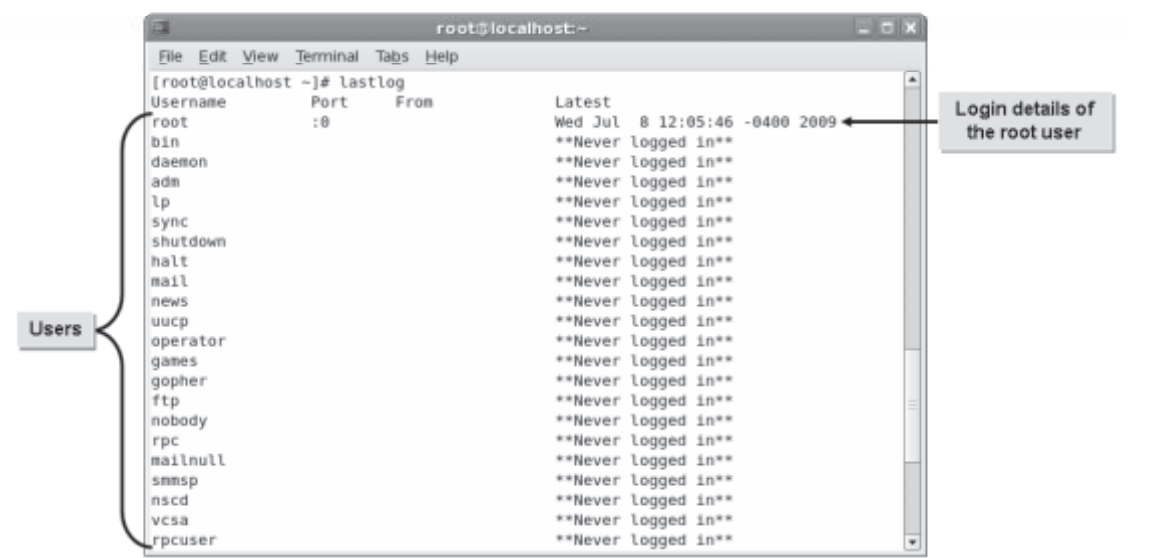 root@localhost:~
File Edit View Terminal Tabs Help
[root@localhost ~]# lastlog
Username Port From Latest
root :0 Wed Jul 8 12:05:46 -0400 2009
bin **Never logged in**
daemon **Never logged in**
adm **Never logged in**
lp **Never logged in**
sync **Never logged in**
shutdown **Never logged in**
halt **Never logged in**
mail **Never logged in**
news **Never logged in**
uucp **Never logged in**
operator **Never logged in**
games **Never logged in**
gopher **Never logged in**
ftp **Never logged in**
nobody **Never logged in**
rpc **Never logged in**
mailnull **Never logged in**
smmsp **Never logged in**
nscd **Never logged in**
vcsa **Never logged in**
rpcuser **Never logged in**
Users
Login details of
the root user